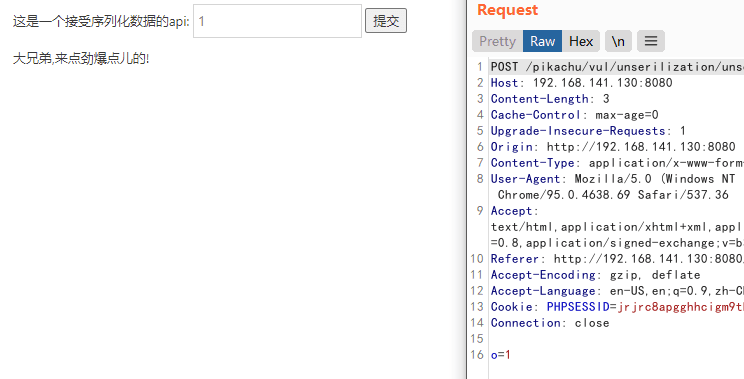 这是一个接受序列化数据的api: 1 提交
大兄弟,来点劲爆点儿的!
Request
Pretty Raw Hex \n
1 POST /pikachu/vul/unserilization/uns
2 Host: 192.168.141.130:8080
3 Content-Length: 3
4 Cache-Control: max-age=0
5 Upgrade-Insecure-Requests: 1
6 Origin: http://192.168.141.130:8080
7 Content-Type: application/x-www-form
8 User-Agent: Mozilla/5.0 (Windows NT
Chrome/95.0.4638.69 Safari/537.36
9 Accept:
text/html,application/xhtml+xml,appl
=0.8,application/signed-exchange;v=b
10 Referer: http://192.168.141.130:8080
11 Accept-Encoding: gzip, deflate
12 Accept-Language: en-US,en;q=0.9,zh-C
13 Cookie: PHPSESSID=jrjrc8apgghhcigm9t
14 Connection: close
15
16 o=1